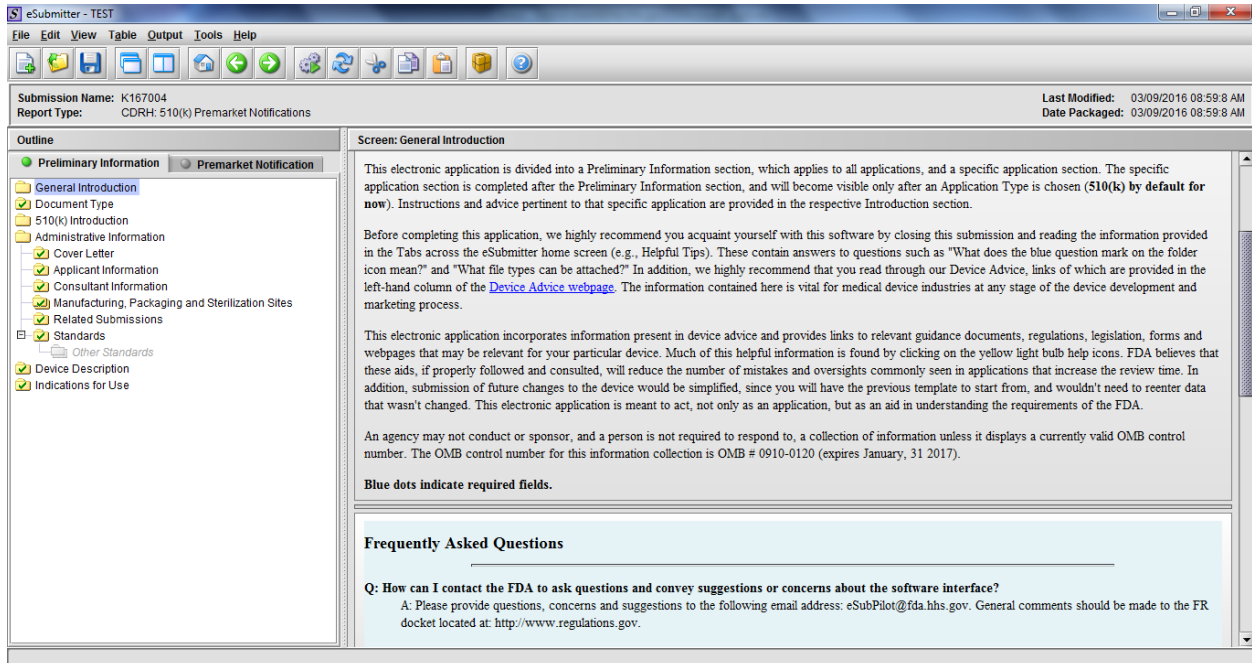 eSubmitter - TEST
File Edit View Table Output Tools Help
Submission Name: K167004
Last Modified: 03/09/2016 08:59:8 AM
Report Type: CDRH: 510(k) Premarket Notifications
Date Packaged: 03/09/2016 08:59:8 AM
Outline
Preliminary Information Premarket Notification
General Introduction
Document Type
510(k) Introduction
Administrative Information
Cover Letter
Applicant Information
Consultant Information
Manufacturing, Packaging and Sterilization Sites
Related Submissions
Standards
Other Standards
Device Description
Indications for Use
Screen: General Introduction
This electronic application is divided into a Preliminary Information section, which applies to all applications, and a specific application section. The specific
application section is completed after the Preliminary Information section, and will become visible only after an Application Type is chosen (510(k) by default for
now). Instructions and advice pertinent to that specific application are provided in the respective Introduction section.
Before completing this application, we highly recommend you acquaint yourself with this software by closing this submission and reading the information provided
in the Tabs across the eSubmitter home screen (e.g., Helpful Tips). These contain answers to questions such as "What does the blue question mark on the folder
icon mean?" and "What file types can be attached?" In addition, we highly recommend that you read through our Device Advice, links of which are provided in the
left-hand column of the Device Advice webpage. The information contained here is vital for medical device industries at any stage of the device development and
marketing process.
This electronic application incorporates information present in device advice and provides links to relevant guidance documents, regulations, legislation, forms and
webpages that may be relevant for your particular device. Much of this helpful information is found by clicking on the yellow light bulb help icons. FDA believes that
these aids, if properly followed and consulted, will reduce the number of mistakes and oversights commonly seen in applications that increase the review time. In
addition, submission of future changes to the device would be simplified, since you will have the previous template to start from, and wouldn't need to reenter data
that wasn't changed. This electronic application is meant to act, not only as an application, but as an aid in understanding the requirements of the FDA.
An agency may not conduct or sponsor, and a person is not required to respond to, a collection of information unless it displays a currently valid OMB control
number. The OMB control number for this information collection is OMB # 0910-0120 (expires January, 31 2017).
Blue dots indicate required fields.
Frequently Asked Questions
Q: How can I contact the FDA to ask questions and convey suggestions or concerns about the software interface?
A: Please provide questions, concerns and suggestions to the following email address: eSubPilot@fda.hhs.gov. General comments should be made to the FR
docket located at: http://www.regulations.gov.